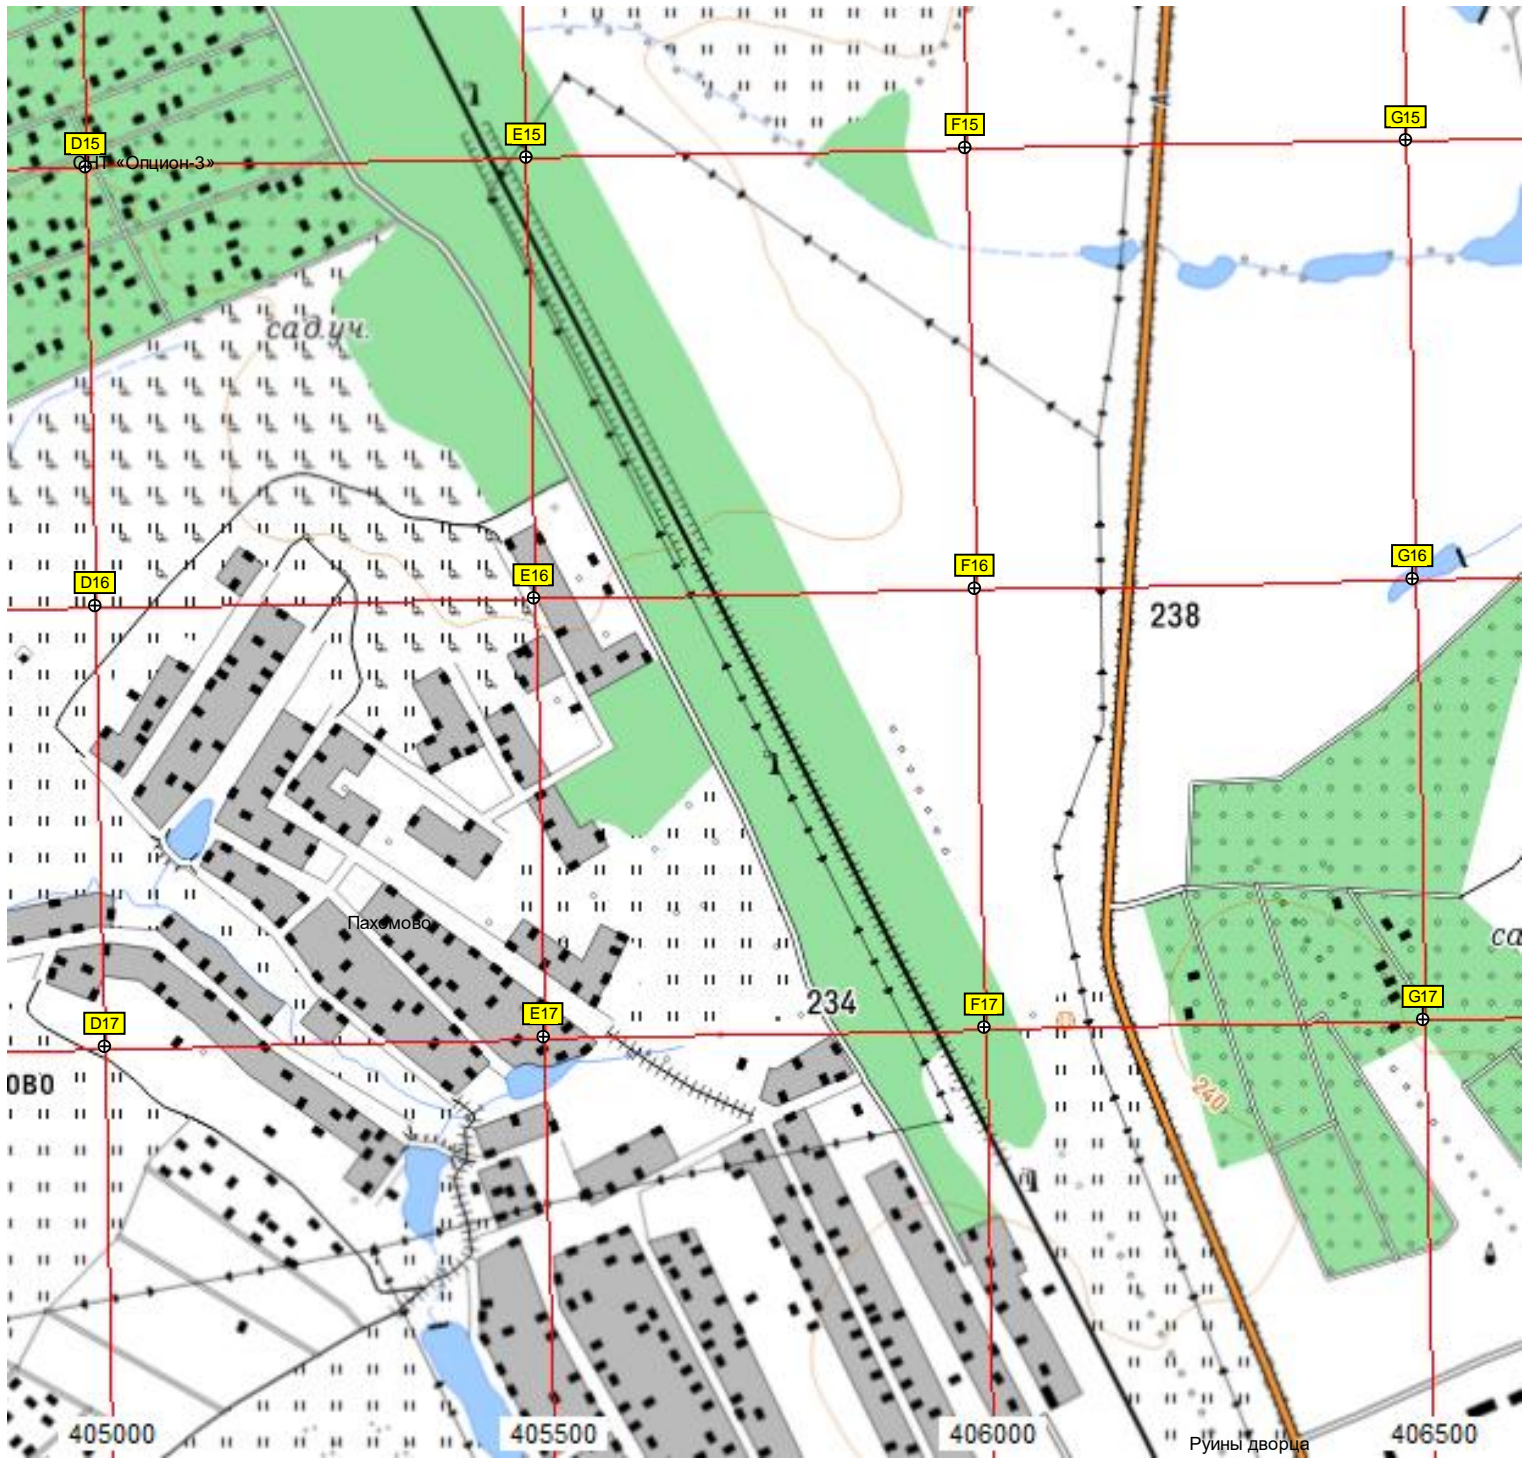 F15
G15
E15
D15
СНТ «Опцион-3»
сад.уч.
D16
E16
F16
G16
238
Пахомово
са
234
D17
E17
F17
G17
ово
240
405000
405500
406000
406500
Руины дворца